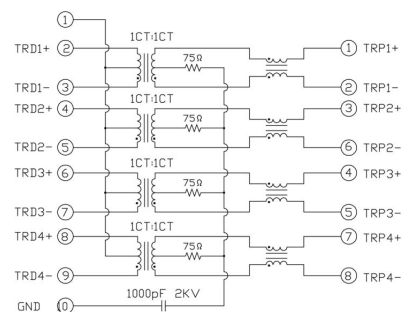 1
1CT:1CT
TRD1+ 2 75Ω 1 TRP1+
TRD1- 3 1CT:1CT 2 TRP1-
TRD2+ 4 75Ω 3 TRP2+
TRD2- 5 1CT:1CT 6 TRP2-
TRD3+ 6 75Ω 4 TRP3+
TRD3- 7 1CT:1CT 5 TRP3-
TRD4+ 8 75Ω 7 TRP4+
TRD4- 9 8 TRP4-
1000pF 2KV
GND 10